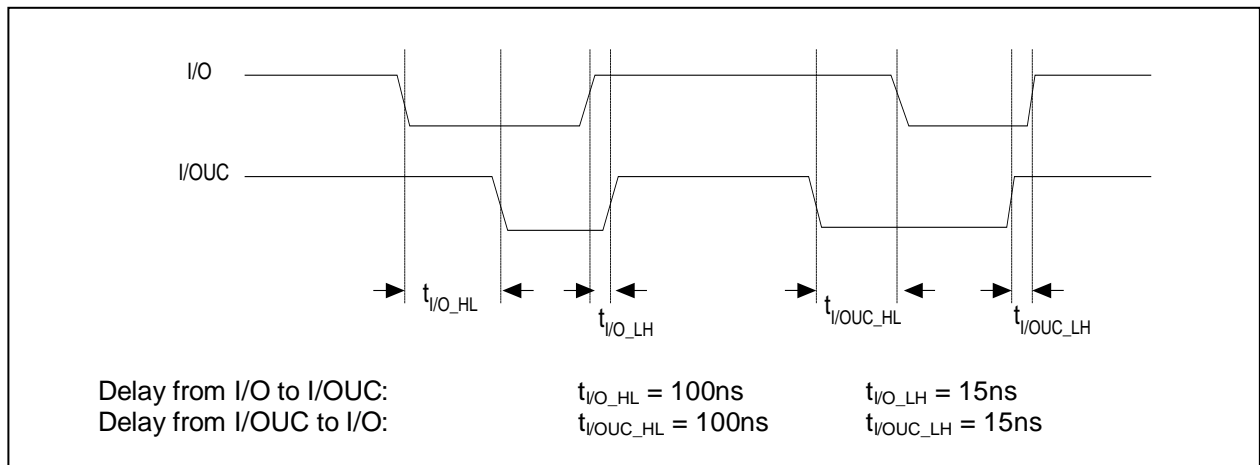 I/O
I/OUC
tI/O_HL
tI/O_LH
tI/OUC_HL
tI/OUC_LH
Delay from I/O to I/OUC: tI/O_HL = 100ns tI/O_LH = 15ns
Delay from I/OUC to I/O: tI/OUC_HL = 100ns tI/OUC_LH = 15ns